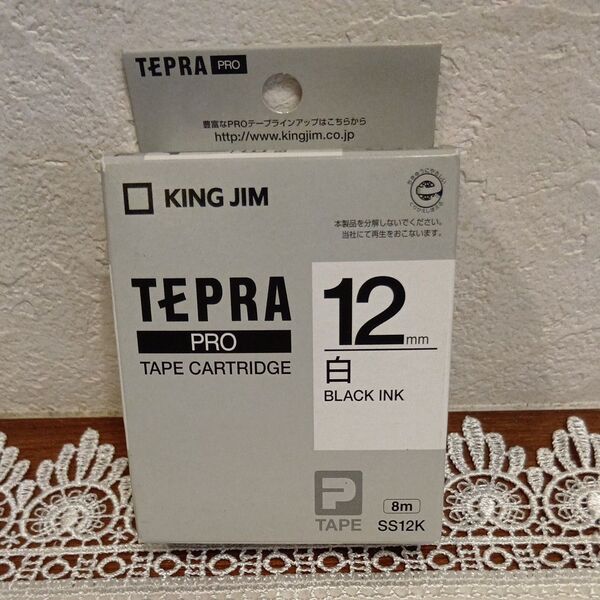 TEPRA PRO
豊富なPROテープラインアップはこちらから
http://www.kingjim.co.jp
KING JIM
本製品を分解しないでください。
当社にて再生をおこないます。
TEPRA
PRO
TAPE CARTRIDGE
12mm
白
BLACK INK
P
TAPE
8m
SS12K